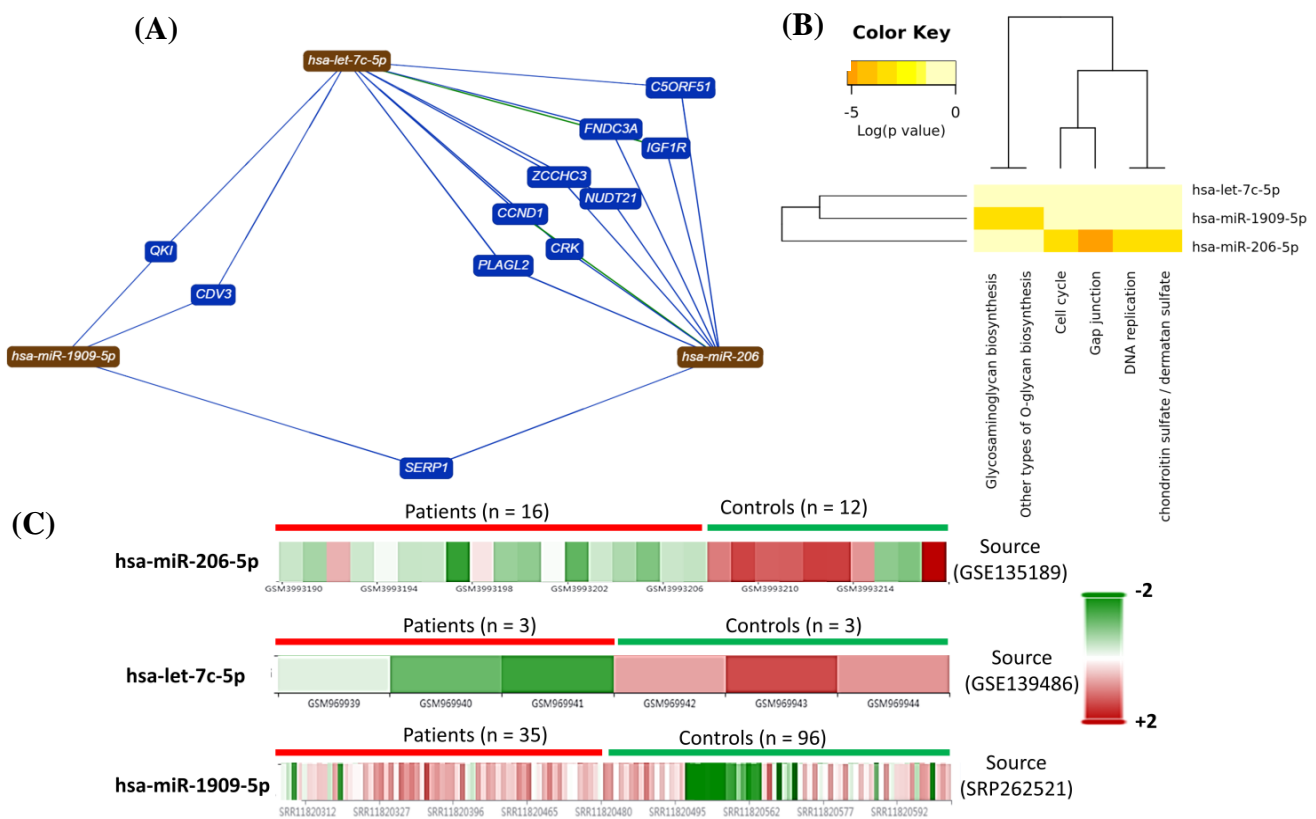 (A)
hsa-let-7c-5p
C5ORF51
FNDC3A
IGF1R
ZCCHC3
NUDT21
CCND1
CRK
QKI
PLAGL2
CDV3
hsa-miR-1909-5p
hsa-miR-206
SERP1
(B)
Color Key
-5 0
Log(p value)
hsa-let-7c-5p
hsa-miR-1909-5p
hsa-miR-206-5p
Glycosaminoglycan biosynthesis
Other types of O-glycan biosynthesis
Cell cycle
Gap junction
DNA replication
chondroitin sulfate / dermatan sulfate
(C)
Patients (n = 16) Controls (n = 12)
hsa-miR-206-5p
Source
(GSE135189)
GSM3993190 GSM3993194 GSM3993198 GSM3993202 GSM3993206 GSM3993210 GSM3993214
Patients (n = 3) Controls (n = 3)
hsa-let-7c-5p
Source
(GSE139486)
GSM969939 GSM969940 GSM969941 GSM969942 GSM969943 GSM969944
Patients (n = 35) Controls (n = 96)
hsa-miR-1909-5p
Source
(SRP262521)
SRR11820312 SRR11820327 SRR11820396 SRR11820465 SRR11820480 SRR11820495 SRR11820562 SRR11820577 SRR11820592
-2
+2